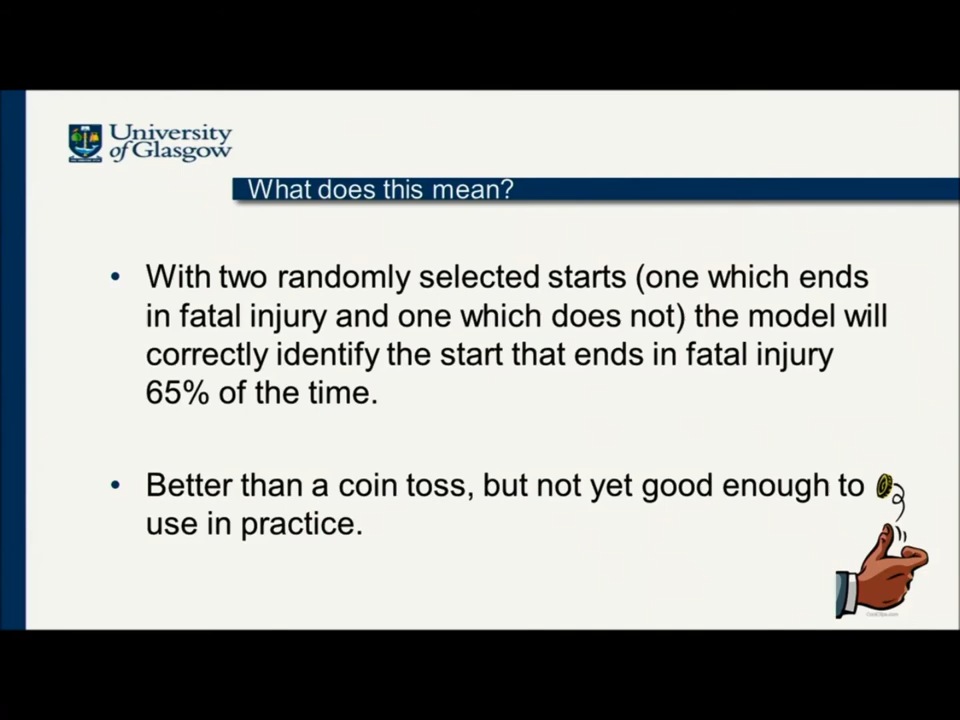 University
of Glasgow
What does this mean?
• With two randomly selected starts (one which ends
in fatal injury and one which does not) the model will
correctly identify the start that ends in fatal injury
65% of the time.
• Better than a coin toss, but not yet good enough to
use in practice.